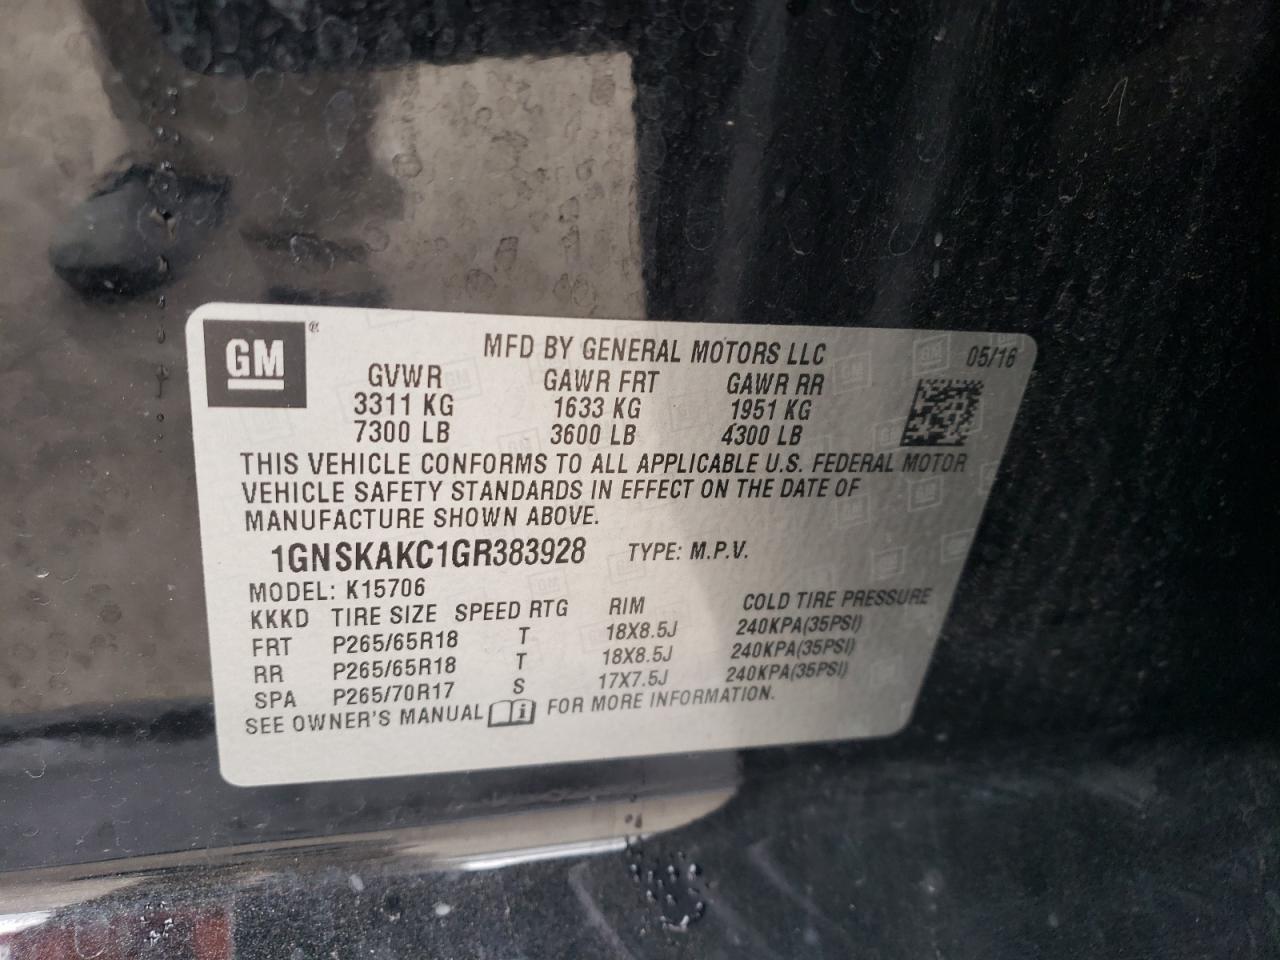 GM ®
MFD BY GENERAL MOTORS LLC 05/16
GVWR GAWR FRT GAWR RR
3311 KG 1633 KG 1951 KG
7300 LB 3600 LB 4300 LB
THIS VEHICLE CONFORMS TO ALL APPLICABLE U.S. FEDERAL MOTOR
VEHICLE SAFETY STANDARDS IN EFFECT ON THE DATE OF
MANUFACTURE SHOWN ABOVE.
1GNSKAKC1GR383928 TYPE: M.P.V.
MODEL: K15706
KKKD TIRE SIZE SPEED RTG RIM COLD TIRE PRESSURE
FRT P265/65R18 T 18X8.5J 240KPA(35PSI)
RR P265/65R18 T 18X8.5J 240KPA(35PSI)
SPA P265/70R17 S 17X7.5J 240KPA(35PSI)
SEE OWNER'S MANUAL i FOR MORE INFORMATION.